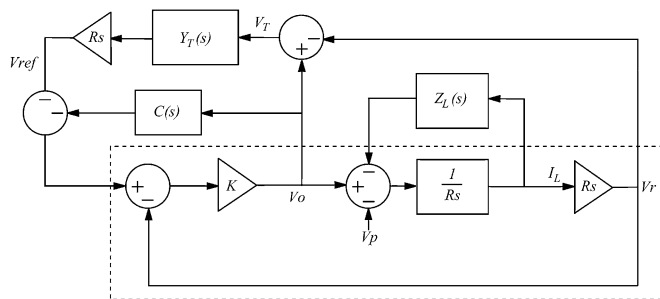 Rs
Y_T(s)
V_T
−
+
Vref
−
−
C(s)
Z_L(s)
+
−
K
Vo
+
−
−
1
Rs
I_L
Rs
Vr
Vp